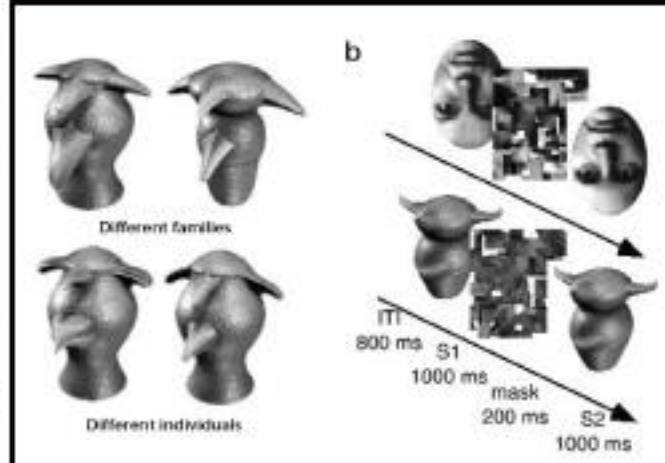 Different families
Different individuals
b
ITI
800 ms
S1
1000 ms
mask
200 ms
S2
1000 ms